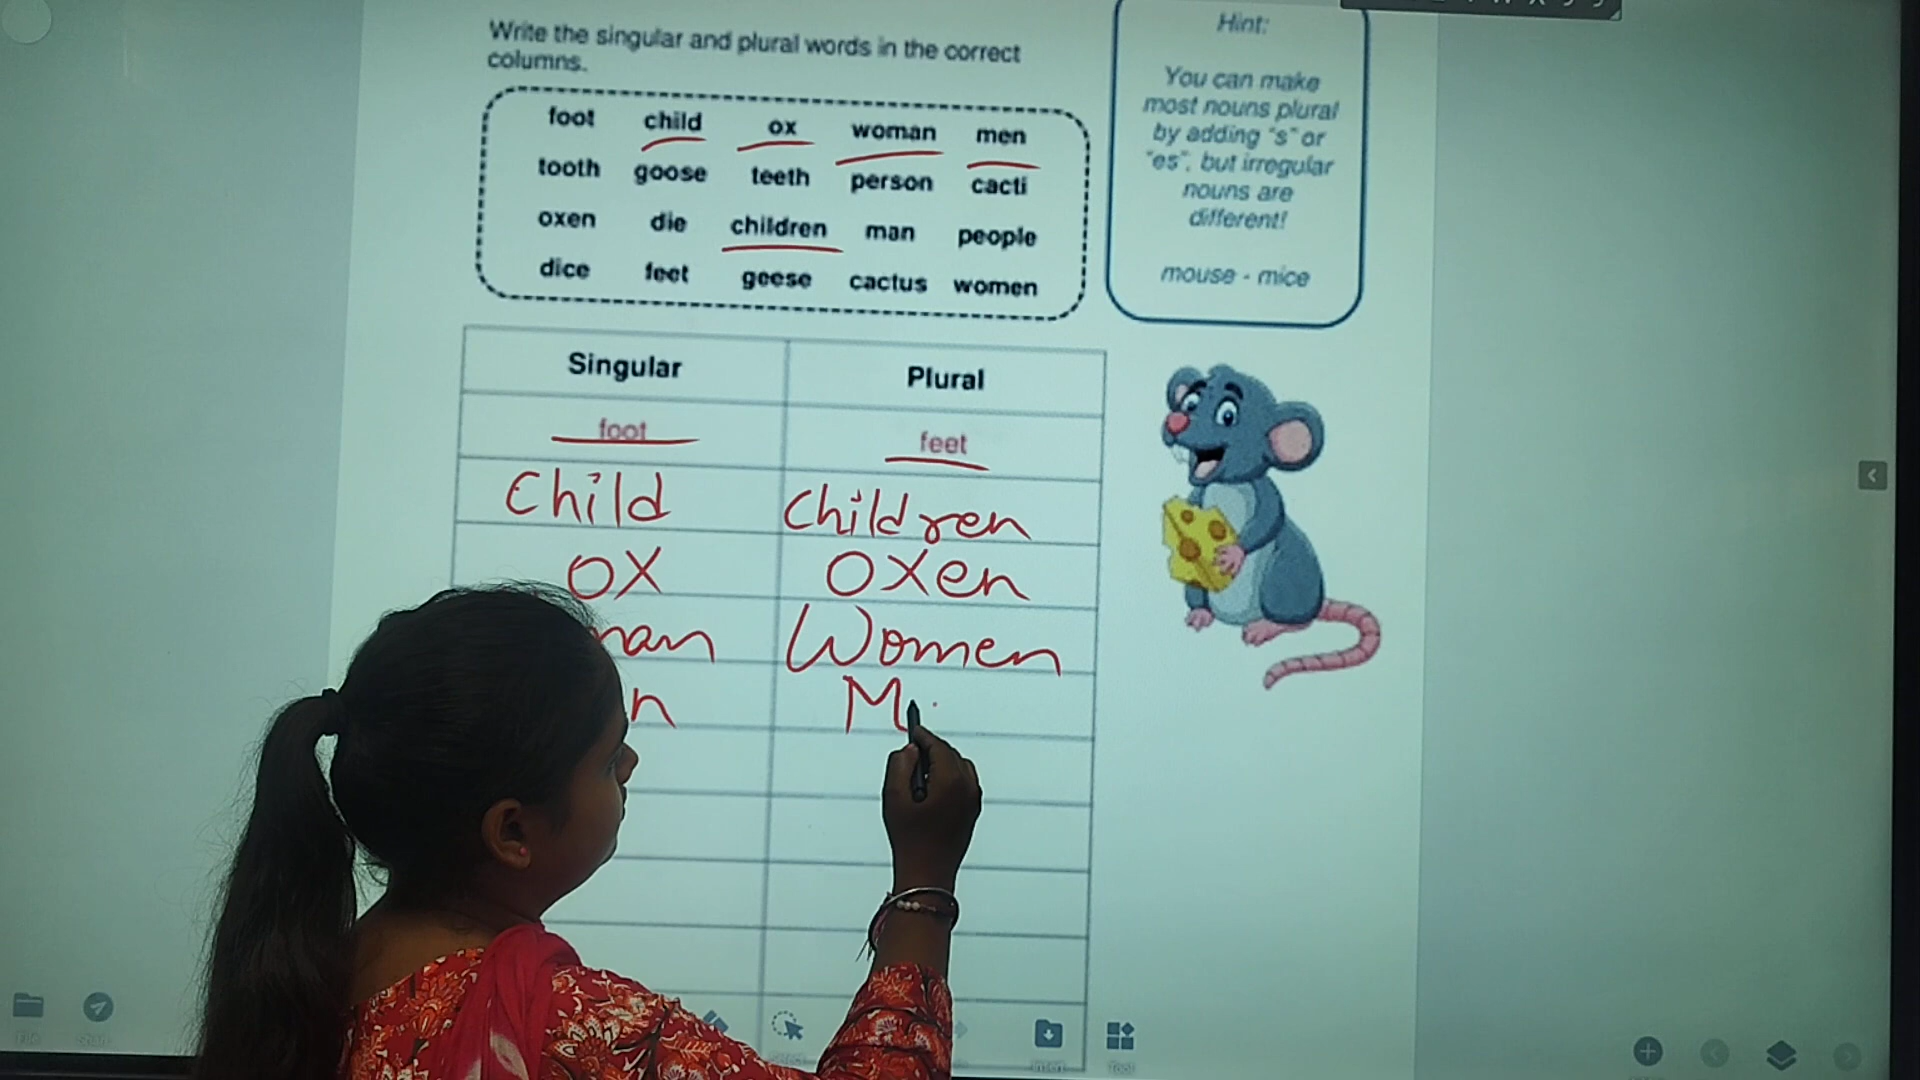 Write the singular and plural words in the correct
columns.
foot child ox woman men
tooth goose teeth person cacti
oxen die children man people
dice feet geese cactus women
Hint:
You can make
most nouns plural
by adding "s" or
"es", but irregular
nouns are
different!
mouse - mice
Singular Plural
foot feet
Child Children
OX Oxen
Women
M
File
Insert
Tool